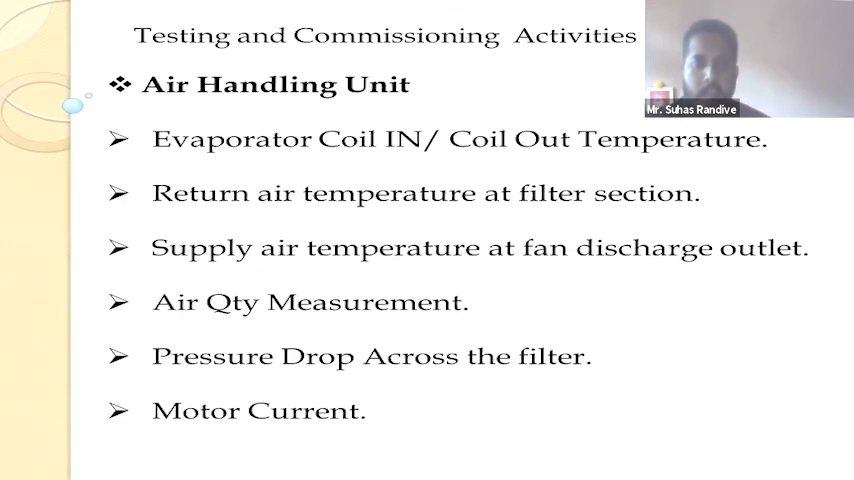 Testing and Commissioning Activities
❖ Air Handling Unit
➢ Evaporator Coil IN/ Coil Out Temperature.
➢ Return air temperature at filter section.
➢ Supply air temperature at fan discharge outlet.
➢ Air Qty Measurement.
➢ Pressure Drop Across the filter.
➢ Motor Current.
Mr. Suhas Randive